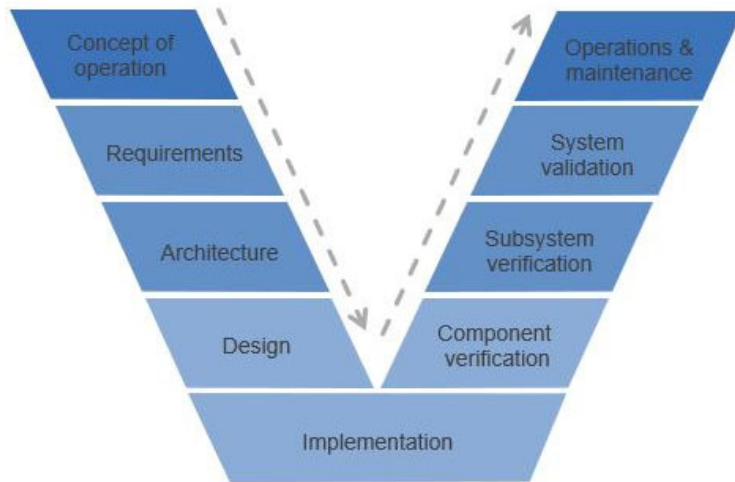 Concept of
operation
Requirements
Architecture
Design
Implementation
Component
verification
Subsystem
verification
System
validation
Operations &
maintenance